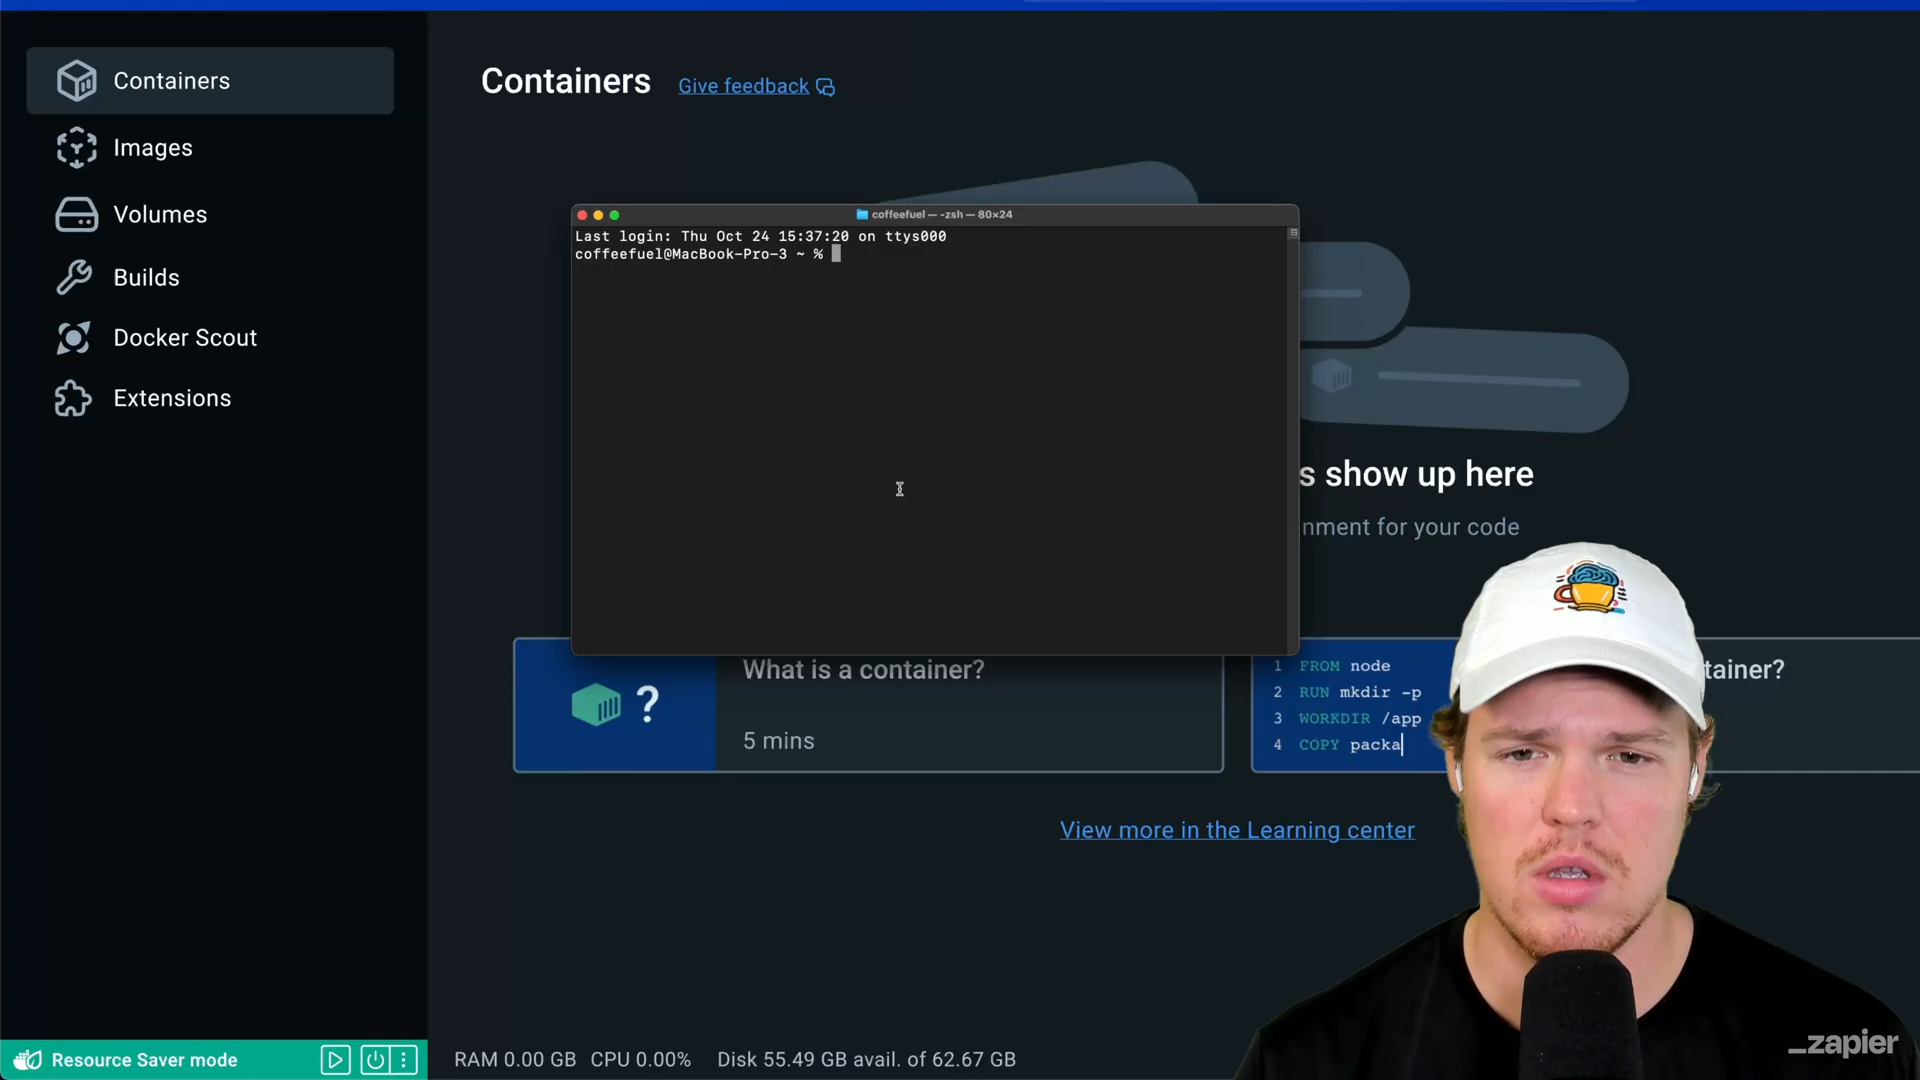 Containers
Images
Volumes
Builds
Docker Scout
Extensions
Containers Give feedback
coffeefuel — -zsh — 80×24
Last login: Thu Oct 24 15:37:20 on ttys000
coffeefuel@MacBook-Pro-3 ~ %
s show up here
nment for your code
?
What is a container?
5 mins
1 FROM node
2 RUN mkdir -p
3 WORKDIR /app
4 COPY packa
tainer?
View more in the Learning center
Resource Saver mode
RAM 0.00 GB CPU 0.00% Disk 55.49 GB avail. of 62.67 GB
_zapier